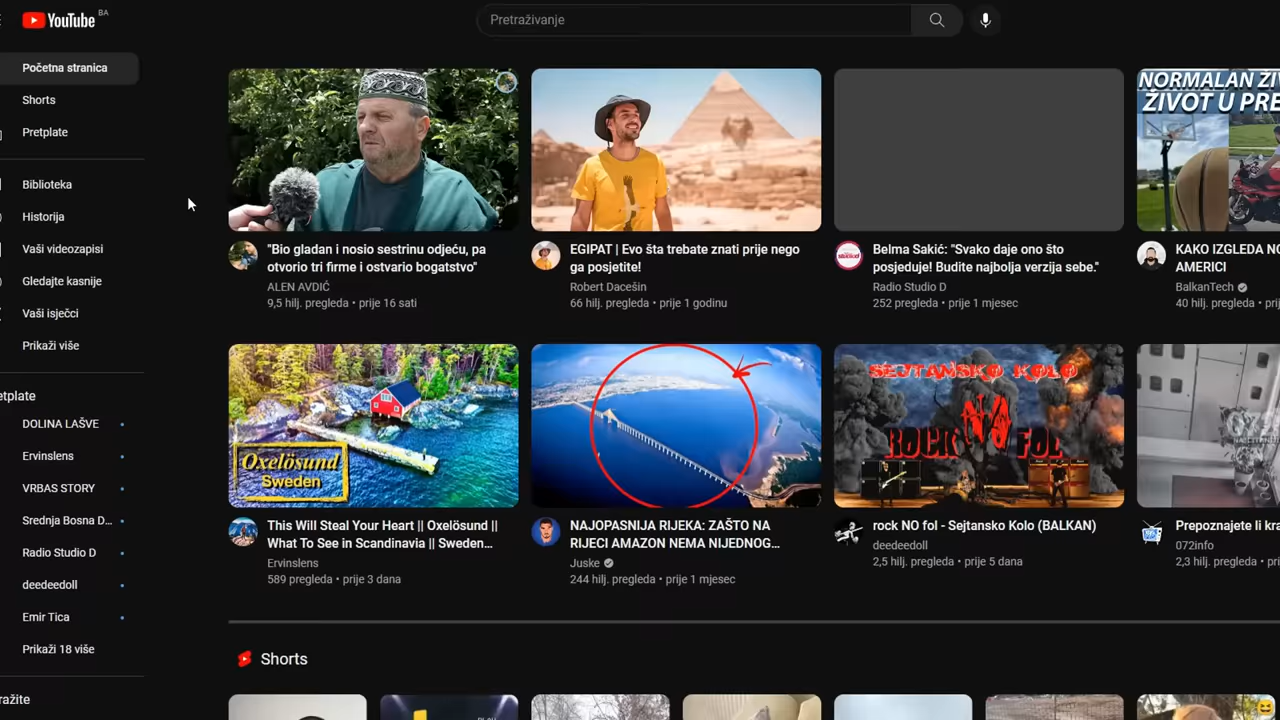 YouTube BA
Pretraživanje
Početna stranica
Shorts
Pretplate
Biblioteka
Historija
Vaši videozapisi
Gledajte kasnije
Vaši isječci
Prikaži više
etplate
DOLINA LAŠVE
Ervinslens
VRBAS STORY
Srednja Bosna D...
Radio Studio D
deedeedoll
Emir Tica
Prikaži 18 više
ražite
"Bio gladan i nosio sestrinu odjeću, pa
otvorio tri firme i ostvario bogatstvo"
ALEN AVDIĆ
9,5 hilj. pregleda • prije 16 sati
EGIPAT | Evo šta trebate znati prije nego
ga posjetite!
Robert Dacešin
66 hilj. pregleda • prije 1 godinu
Belma Sakić: "Svako daje ono što
posjeduje! Budite najbolja verzija sebe."
Radio Studio D
252 pregleda • prije 1 mjesec
NORMALAN ŽI
ŽIVOT U PRE
KAKO IZGLEDA NO
AMERICI
BalkanTech
40 hilj. pregleda • prij
Oxelösund
Sweden
This Will Steal Your Heart || Oxelösund ||
What To See in Scandinavia || Sweden...
Ervinslens
589 pregleda • prije 3 dana
NAJOPASNIJA RIJEKA: ZAŠTO NA
RIJECI AMAZON NEMA NIJEDNOG...
Juske
244 hilj. pregleda • prije 1 mjesec
SEJTANSKO KOLO
ROCK NO FOL
rock NO fol - Sejtansko Kolo (BALKAN)
deedeedoll
2,5 hilj. pregleda • prije 5 dana
Prepoznajete li kra
072info
2,3 hilj. pregleda • pri
Shorts